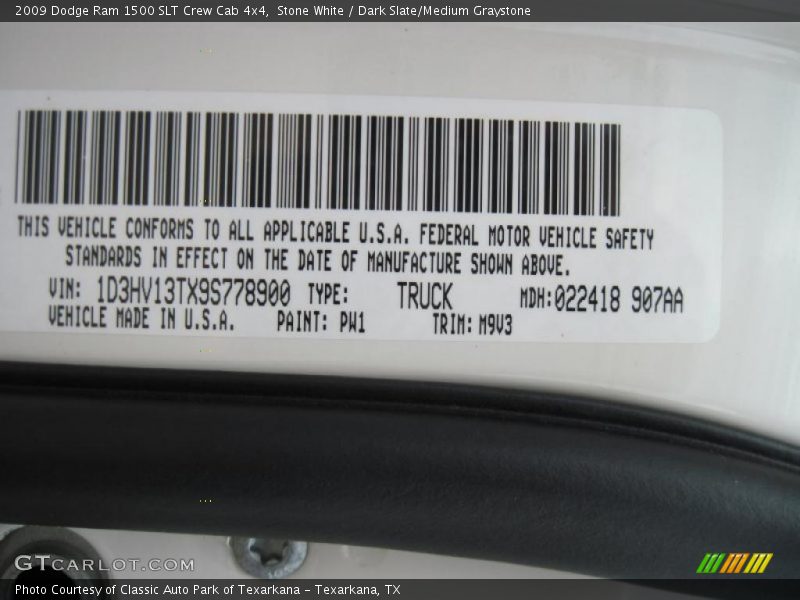 2009 Dodge Ram 1500 SLT Crew Cab 4x4,  Stone White / Dark Slate/Medium Graystone
THIS VEHICLE CONFORMS TO ALL APPLICABLE U.S.A. FEDERAL MOTOR VEHICLE SAFETY
STANDARDS IN EFFECT ON THE DATE OF MANUFACTURE SHOWN ABOVE.
VIN: 1D3HV13TX9S778900 TYPE: TRUCK MDH:022418 907AA
VEHICLE MADE IN U.S.A. PAINT: PW1 TRIM: M9V3
GTCARLOT.COM
Photo Courtesy of Classic Auto Park of Texarkana - Texarkana, TX